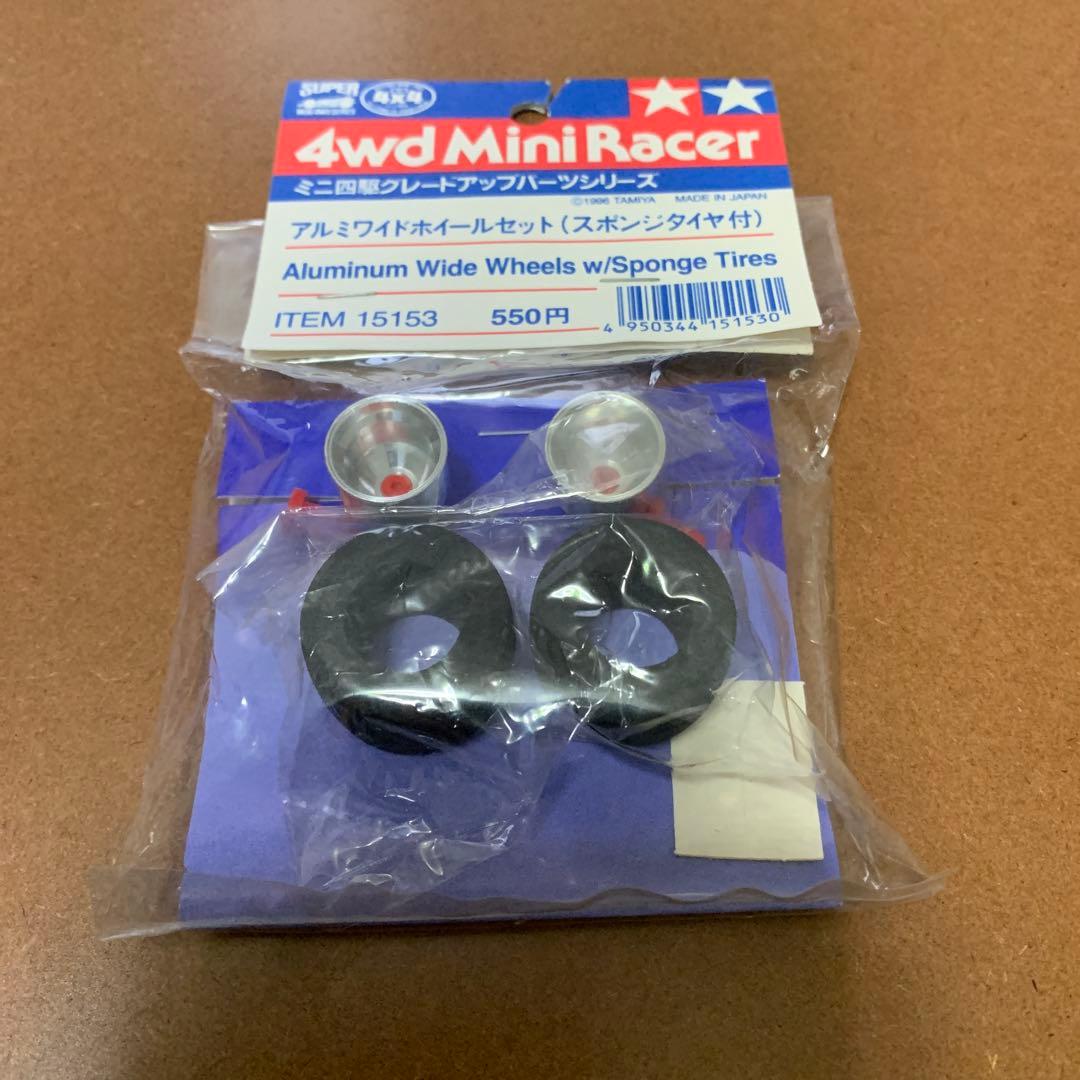 SUPER
4x4
4wd Mini Racer
ミニ四駆グレードアップパーツシリーズ
©1996 TAMIYA MADE IN JAPAN
アルミワイドホイールセット(スポンジタイヤ付)
Aluminum Wide Wheels w/Sponge Tires
ITEM 15153 550円
4 950344 151530